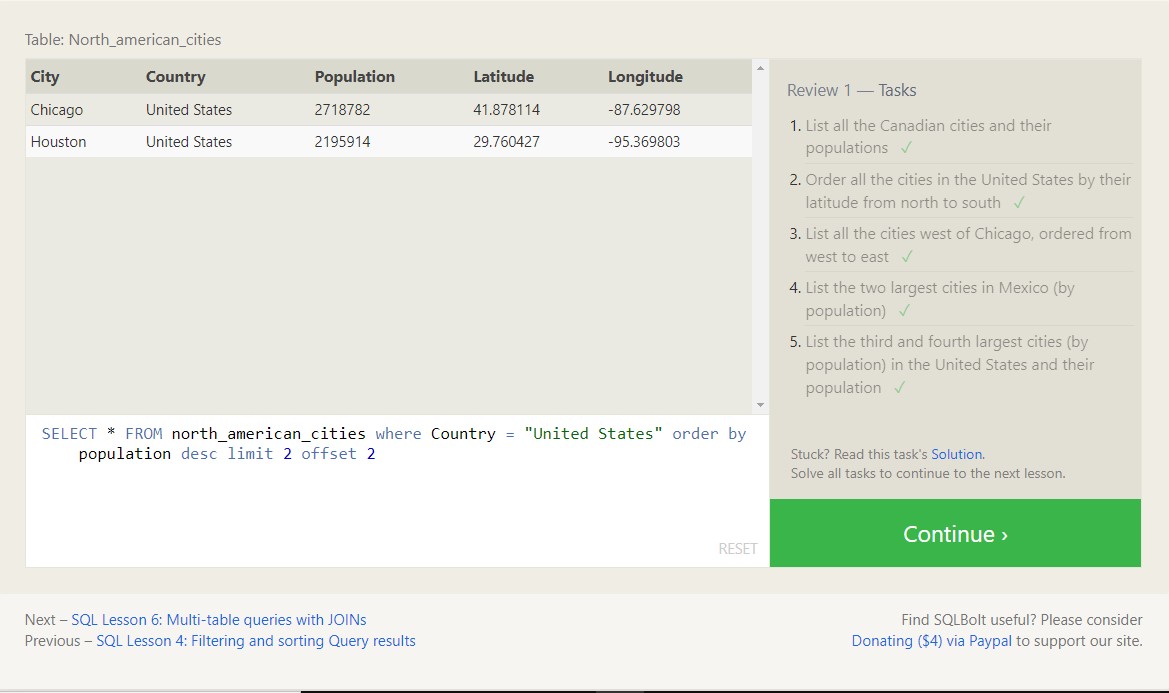 Table: North_american_cities
City Country Population Latitude Longitude
Chicago United States 2718782 41.878114 -87.629798
Houston United States 2195914 29.760427 -95.369803
SELECT * FROM north_american_cities where Country = "United States" order by
population desc limit 2 offset 2
RESET
Review 1 — Tasks
1. List all the Canadian cities and their
populations ✓
2. Order all the cities in the United States by their
latitude from north to south ✓
3. List all the cities west of Chicago, ordered from
west to east ✓
4. List the two largest cities in Mexico (by
population) ✓
5. List the third and fourth largest cities (by
population) in the United States and their
population ✓
Stuck? Read this task's Solution.
Solve all tasks to continue to the next lesson.
Continue ›
Next – SQL Lesson 6: Multi-table queries with JOINs
Previous – SQL Lesson 4: Filtering and sorting Query results
Find SQLBolt useful? Please consider
Donating ($4) via Paypal to support our site.